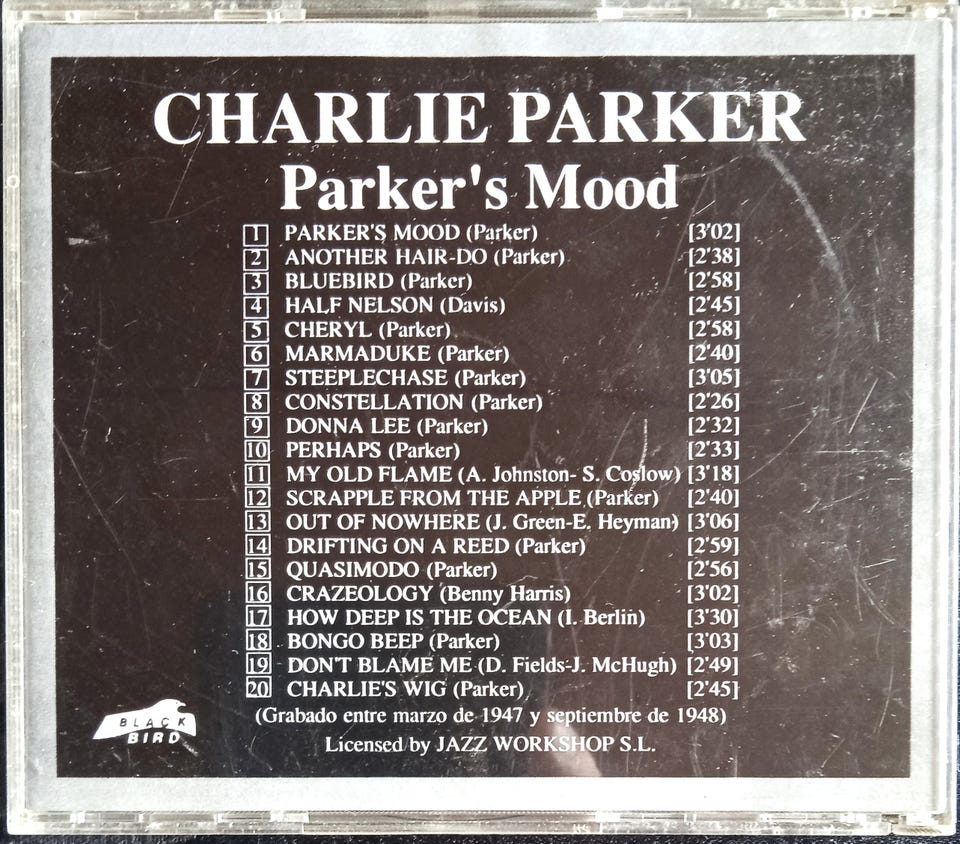 CHARLIE PARKER
Parker's Mood
1 PARKER'S MOOD (Parker) [3'02]
2 ANOTHER HAIR-DO (Parker) [2'38]
3 BLUEBIRD (Parker) [2'58]
4 HALF NELSON (Davis) [2'45]
5 CHERYL (Parker) [2'58]
6 MARMADUKE (Parker) [2'40]
7 STEEPLECHASE (Parker) [3'05]
8 CONSTELLATION (Parker) [2'26]
9 DONNA LEE (Parker) [2'32]
10 PERHAPS (Parker) [2'33]
11 MY OLD FLAME (A. Johnston- S. Coslow) [3'18]
12 SCRAPPLE FROM THE APPLE (Parker) [2'40]
13 OUT OF NOWHERE (J. Green-E. Heyman) [3'06]
14 DRIFTING ON A REED (Parker) [2'59]
15 QUASIMODO (Parker) [2'56]
16 CRAZEOLOGY (Benny Harris) [3'02]
17 HOW DEEP IS THE OCEAN (I. Berlin) [3'30]
18 BONGO BEEP (Parker) [3'03]
19 DON'T BLAME ME (D. Fields-J. McHugh) [2'49]
20 CHARLIE'S WIG (Parker) [2'45]
(Grabado entre marzo de 1947 y septiembre de 1948)
Licensed by JAZZ WORKSHOP S.L.
BLACK
BIRD